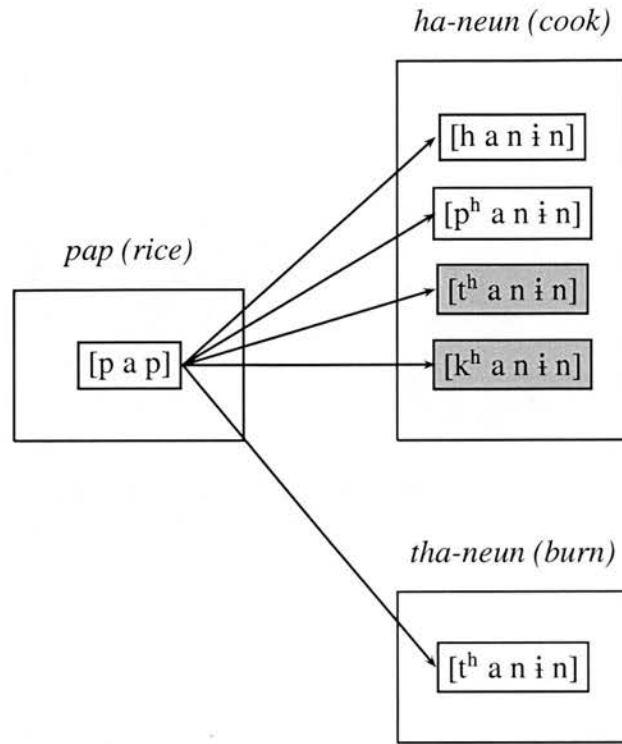 ha-neun (cook)
[h a n ɨ n]
[pʰ a n ɨ n]
pap (rice)
[tʰ a n ɨ n]
[p a p]
[kʰ a n ɨ n]
tha-neun (burn)
[tʰ a n ɨ n]